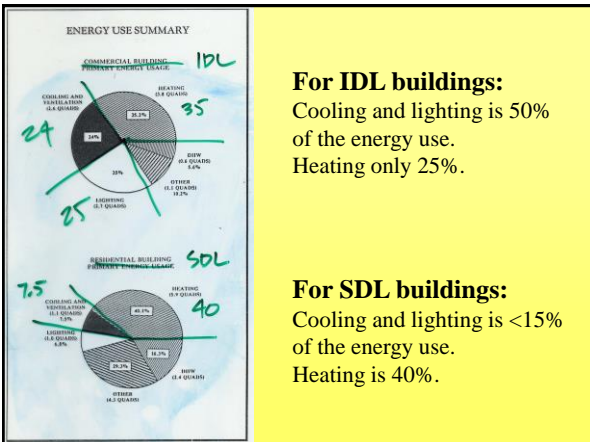 ENERGY USE SUMMARY
COMMERCIAL BUILDING IDL
PRIMARY ENERGY USAGE
COOLING AND
VENTILATION
(2.6 QUADS)
24
24%
HEATING
(3.8 QUADS)
35
35.2%
DHW
(0.6 QUADS)
5.6%
OTHER
(1.1 QUADS)
10.2%
25%
LIGHTING
(2.7 QUADS)
25
RESIDENTIAL BUILDING SDL
PRIMARY ENERGY USAGE
7.5
COOLING AND
VENTILATION
(1.1 QUADS)
7.5%
LIGHTING
(1.0 QUADS)
6.8%
HEATING
(5.9 QUADS)
40
40.1%
16.3%
DHW
(2.4 QUADS)
29.3%
OTHER
(4.3 QUADS)
For IDL buildings:
Cooling and lighting is 50%
of the energy use.
Heating only 25%.
For SDL buildings:
Cooling and lighting is <15%
of the energy use.
Heating is 40%.